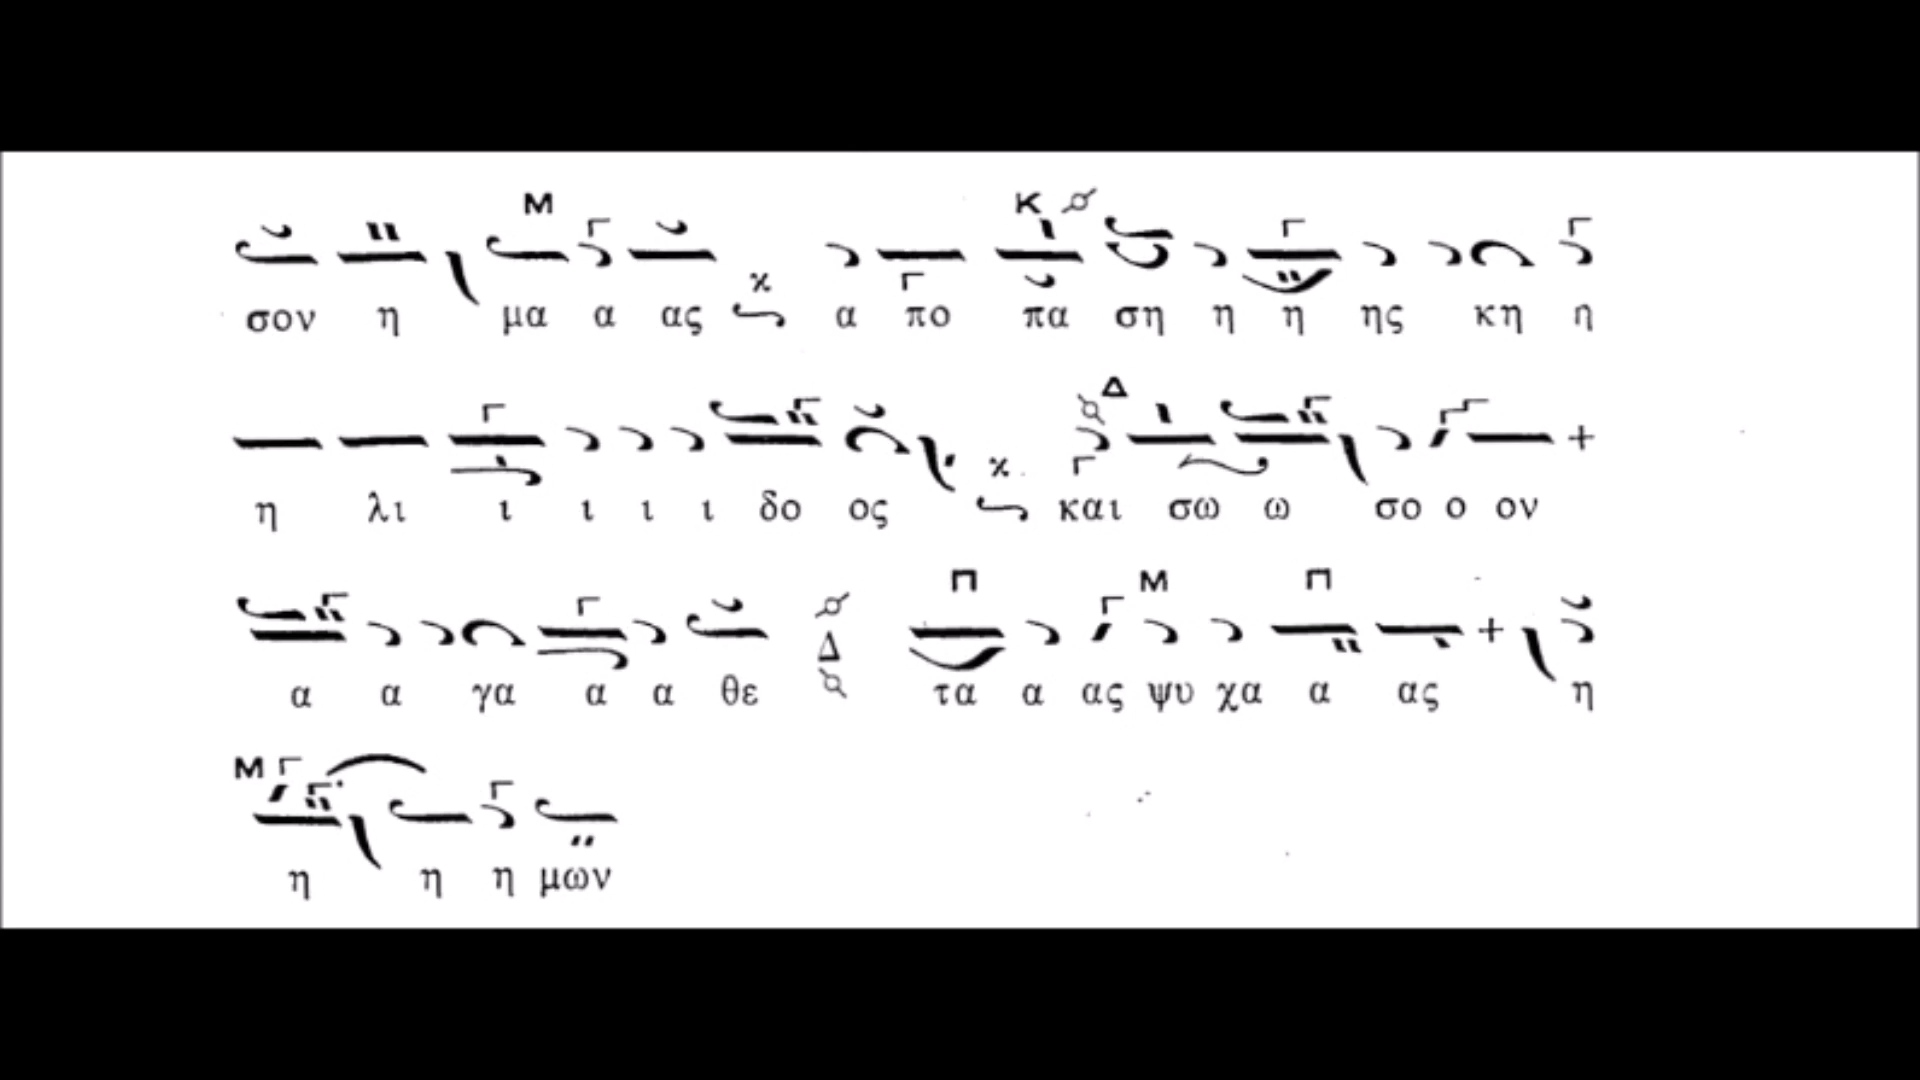 Μ Κ
σον η μα α ας α πο πα ση η η ης κη η
Δ
η λι ι ι ι ι δο ος και σω ω σο ο ον
Π Μ Π
α α γα α α θε Δ τα α ας ψυ χα α ας η
Μ
η η η μων